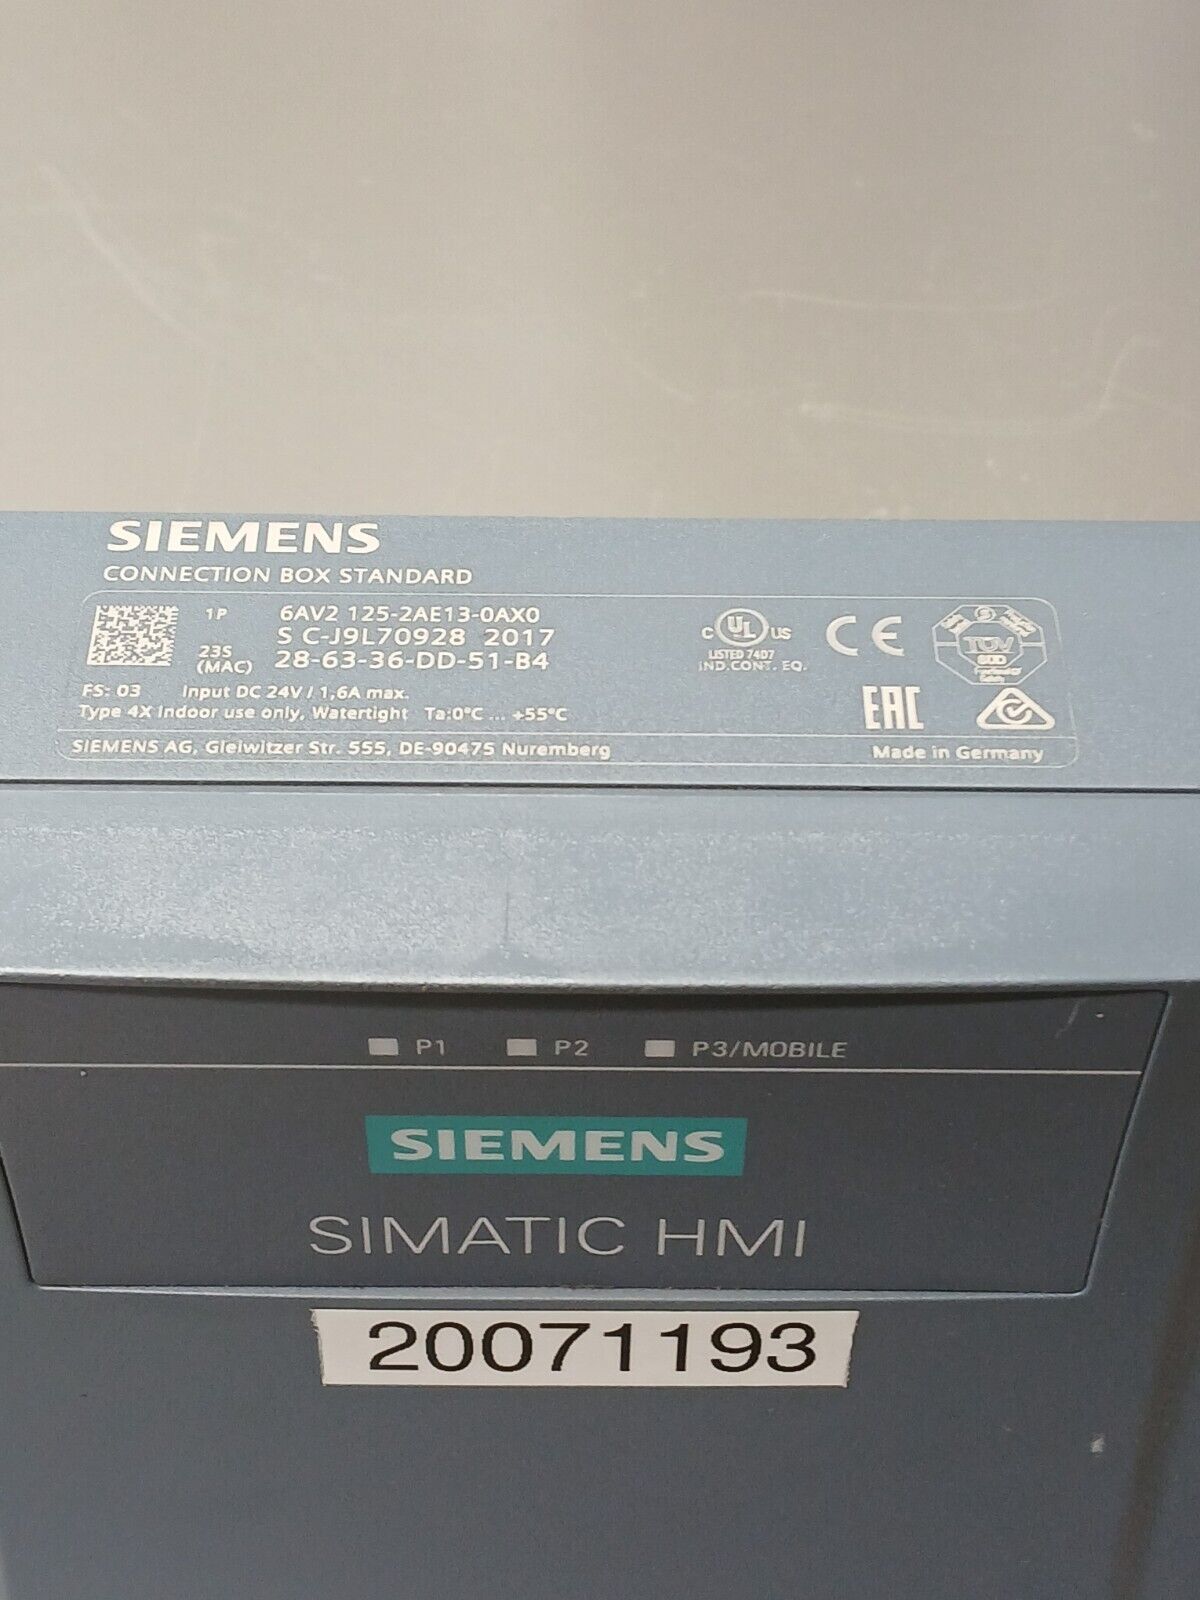 SIEMENS
CONNECTION BOX STANDARD
1P 6AV2 125-2AE13-0AX0
S C-J9L70928 2017
23S
(MAC) 28-63-36-DD-51-B4
FS: 03 Input DC 24V / 1,6A max.
Type 4X Indoor use only, Watertight Ta:0°C ... +55°C
SIEMENS AG, Gleiwitzer Str. 555, DE-90475 Nuremberg
C UL US
LISTED 7407
IND.CONT. EQ.
CE
TÜV
SÜD
EAC
Made in Germany
P1 P2 P3/MOBILE
SIEMENS
SIMATIC HMI
20071193